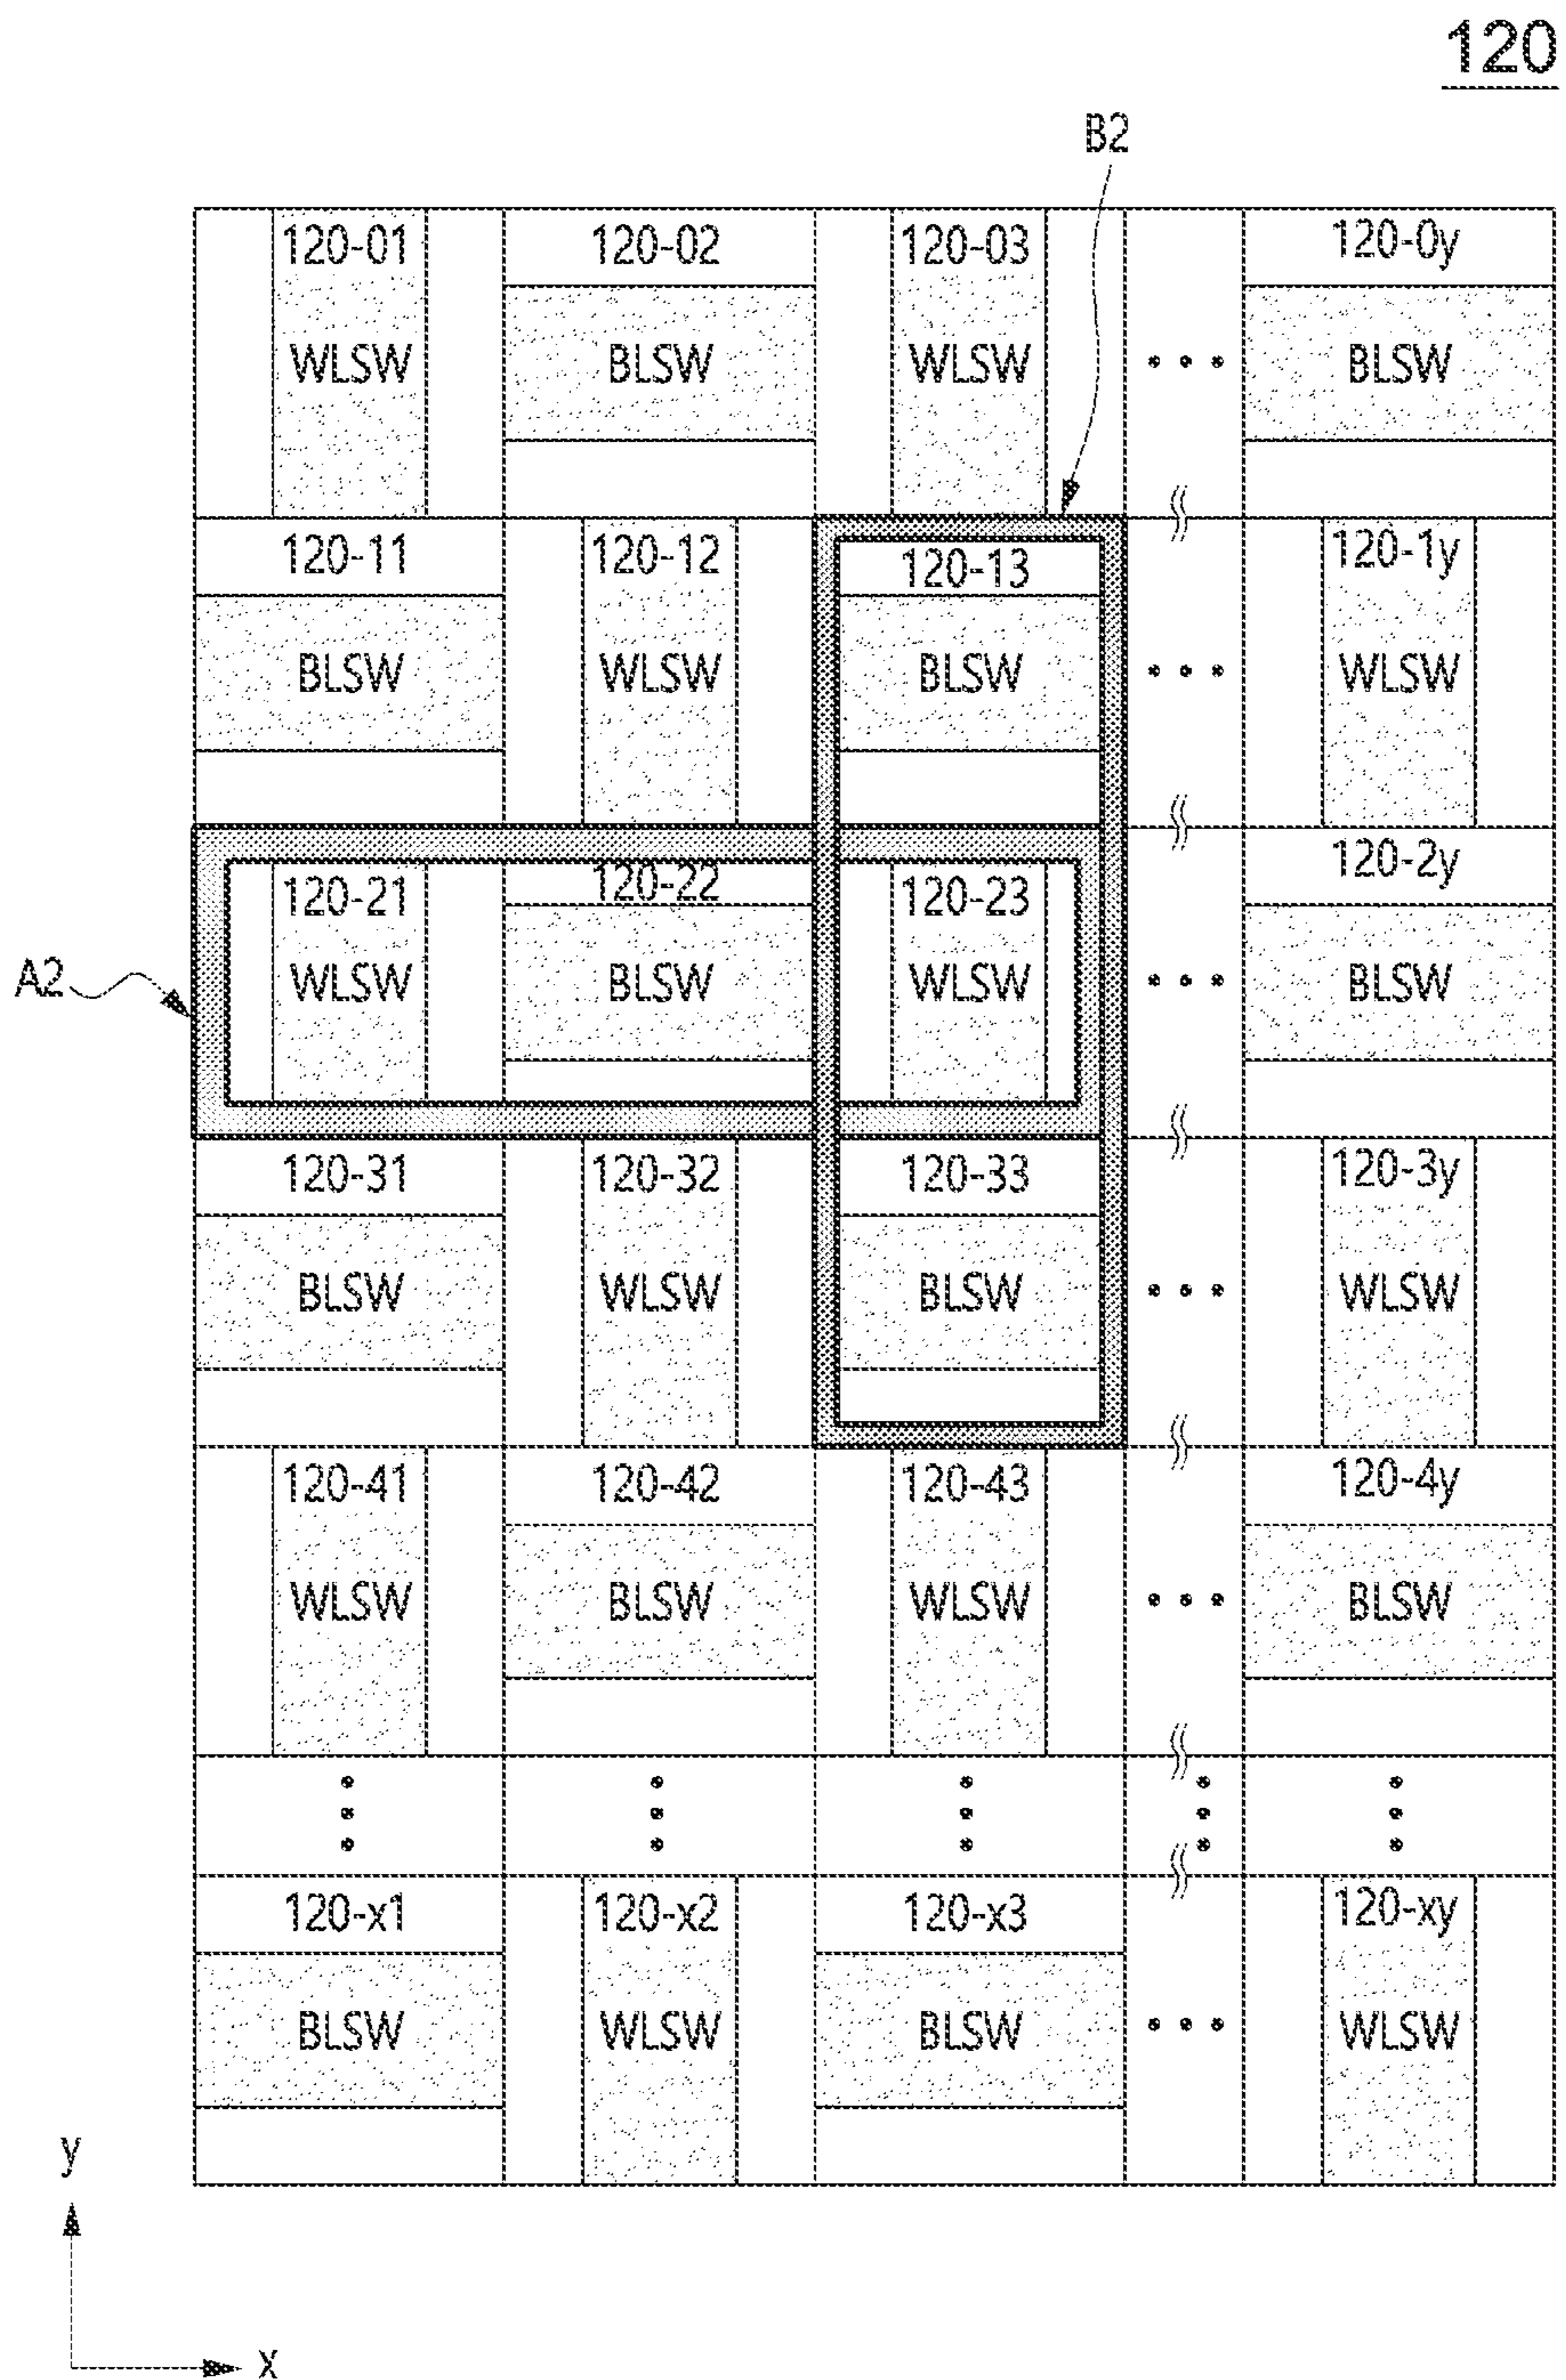 120
B2
120-01 120-02 120-03 120-0y
WLSW BLSW WLSW ••• BLSW
120-11 120-12 120-13 120-1y
BLSW WLSW BLSW ••• WLSW
120-21 120-22 120-23 120-2y
A2 WLSW BLSW WLSW ••• BLSW
120-31 120-32 120-33 120-3y
BLSW WLSW BLSW ••• WLSW
120-41 120-42 120-43 120-4y
WLSW BLSW WLSW ••• BLSW
120-x1 120-x2 120-x3 120-xy
BLSW WLSW BLSW ••• WLSW
y
x